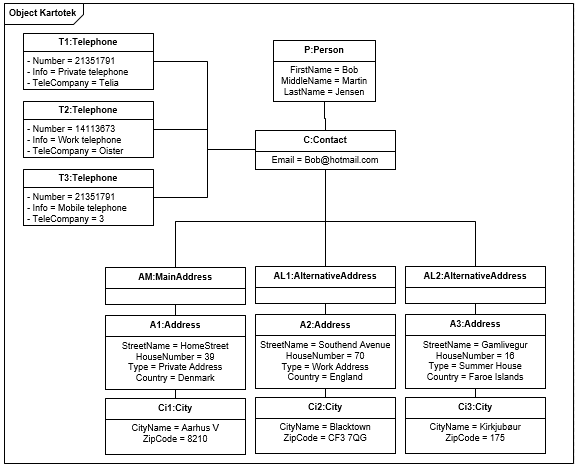 Object Kartotek
T1:Telephone
- Number = 21351791
- Info = Private telephone
- TeleCompany = Telia
T2:Telephone
- Number = 14113673
- Info = Work telephone
- TeleCompany = Oister
T3:Telephone
- Number = 21351791
- Info = Mobile telephone
- TeleCompany = 3
P:Person
FirstName = Bob
MiddleName = Martin
LastName = Jensen
C:Contact
Email = Bob@hotmail.com
AM:MainAddress
A1:Address
StreetName = HomeStreet
HouseNumber = 39
Type = Private Address
Country = Denmark
Ci1:City
CityName = Aarhus V
ZipCode = 8210
AL1:AlternativeAddress
A2:Address
StreetName = Southend Avenue
HouseNumber = 70
Type = Work Address
Country = England
Ci2:City
CityName = Blacktown
ZipCode = CF3 7QG
AL2:AlternativeAddress
A3:Address
StreetName = Gamlivegur
HouseNumber = 16
Type = Summer House
Country = Faroe Islands
Ci3:City
CityName = Kirkjubøur
ZipCode = 175